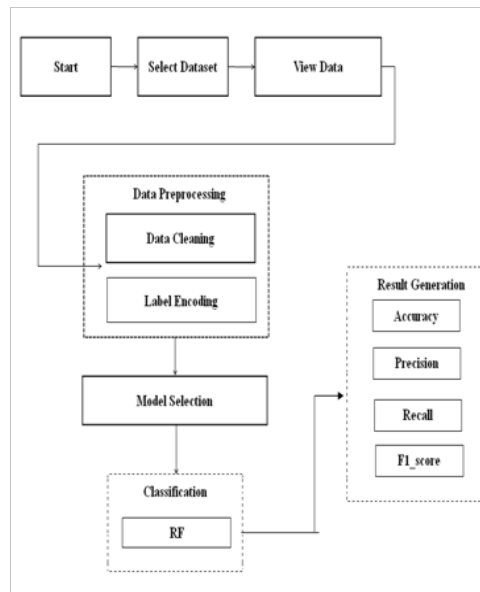 Start
Select Dataset
View Data
Data Preprocessing
Data Cleaning
Label Encoding
Model Selection
Classification
RF
Result Generation
Accuracy
Precision
Recall
F1_score